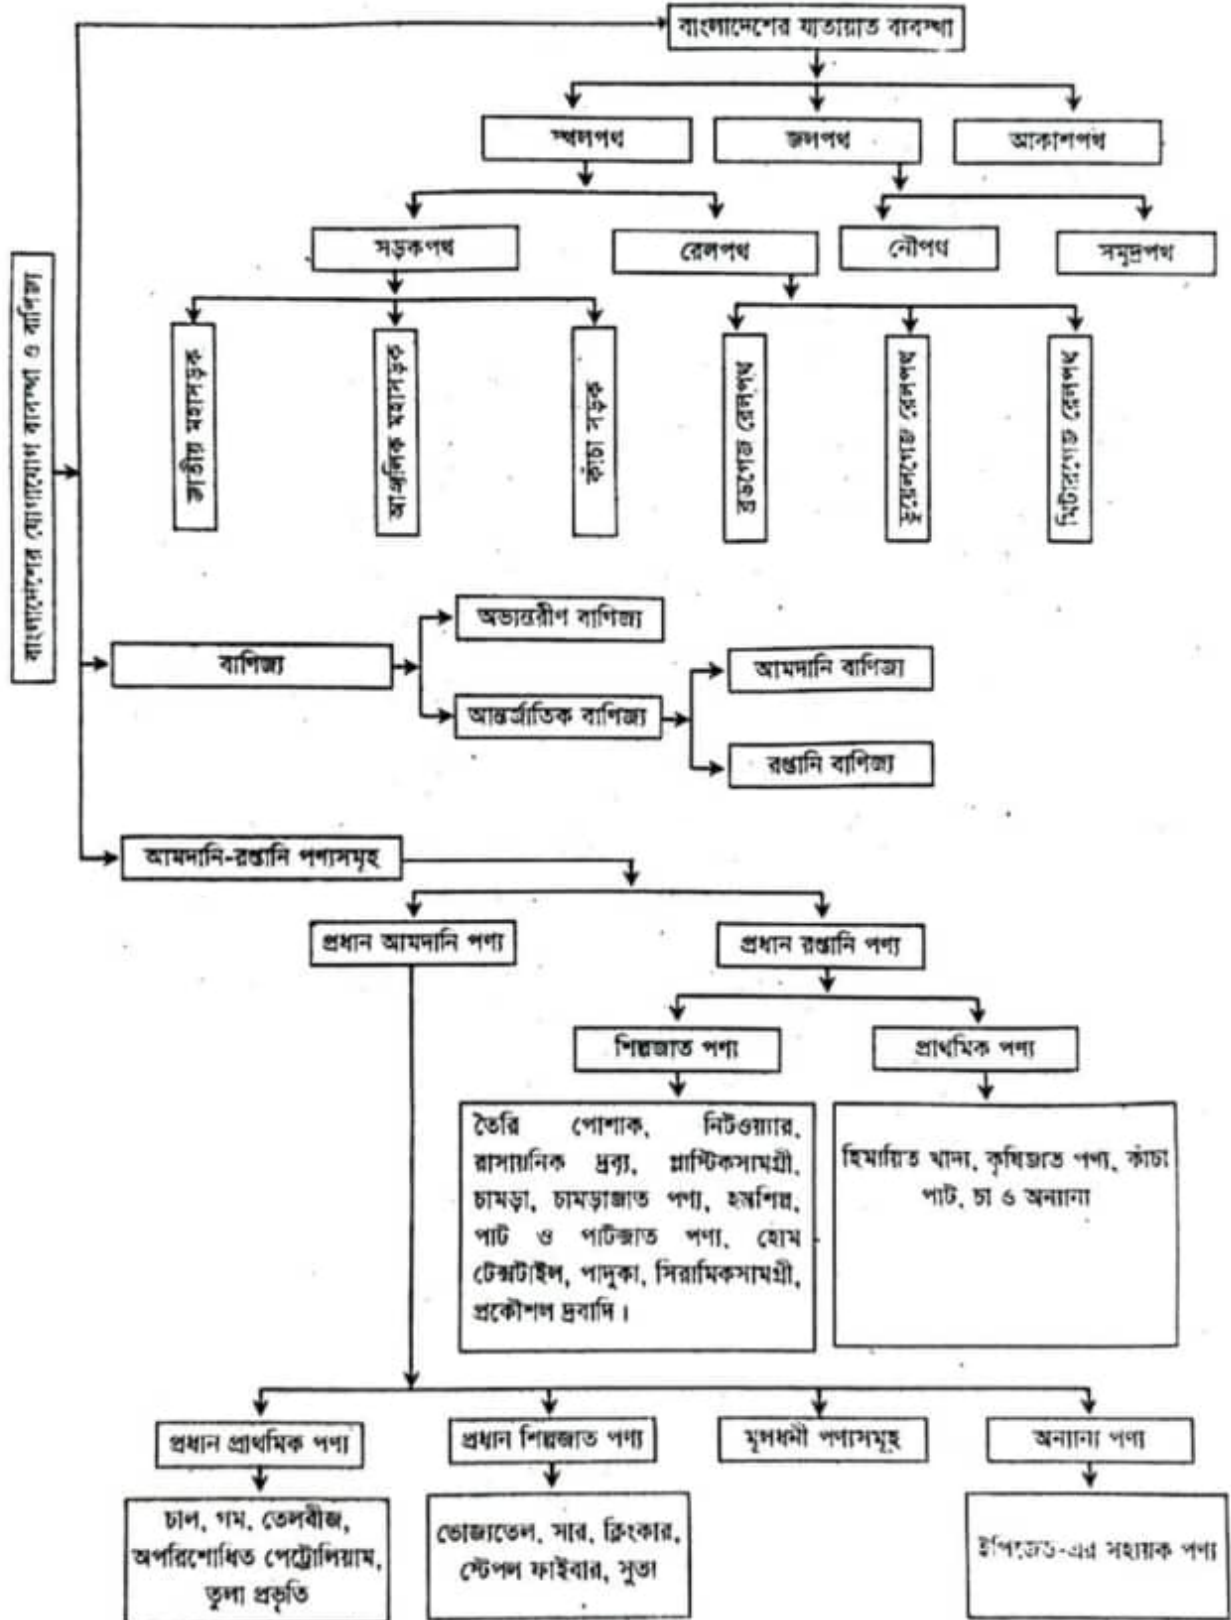 বাংলাদেশের যাতায়াত ব্যবস্থা
স্থলপথ
জলপথ
আকাশপথ
সড়কপথ
রেলপথ
নৌপথ
সমুদ্রপথ
বাংলাদেশের যোগাযোগ ব্যবস্থা ও বাণিজ্য
জাতীয় মহাসড়ক
আঞ্চলিক মহাসড়ক
কাঁচা সড়ক
ব্রডগেজ রেলপথ
ডুয়েলগেজ রেলপথ
মিটারগেজ রেলপথ
অভ্যন্তরীণ বাণিজ্য
বাণিজ্য
আমদানি বাণিজ্য
আন্তর্জাতিক বাণিজ্য
রপ্তানি বাণিজ্য
আমদানি-রপ্তানি পণ্যসমূহ
প্রধান আমদানি পণ্য
প্রধান রপ্তানি পণ্য
শিল্পজাত পণ্য
প্রাথমিক পণ্য
তৈরি পোশাক, নিটওয়্যার,
রাসায়নিক দ্রব্য, প্লাস্টিকসামগ্রী,
চামড়া, চামড়াজাত পণ্য, হস্তশিল্প,
পাট ও পাটজাত পণ্য, হোম
টেক্সটাইল, পাদুকা, সিরামিকসামগ্রী,
প্রকৌশল দ্রব্যাদি।
হিমায়িত খাদ্য, কৃষিজাত পণ্য, কাঁচা
পাট, চা ও অন্যান্য
প্রধান প্রাথমিক পণ্য
প্রধান শিল্পজাত পণ্য
মূলধনী পণ্যসমূহ
অন্যান্য পণ্য
চাল, গম, তেলবীজ,
অপরিশোধিত পেট্রোলিয়াম,
তুলা প্রভৃতি
ভোজ্যতেল, সার, ক্লিংকার,
স্টেপল ফাইবার, সুতা
ইপিজেড-এর সহায়ক পণ্য